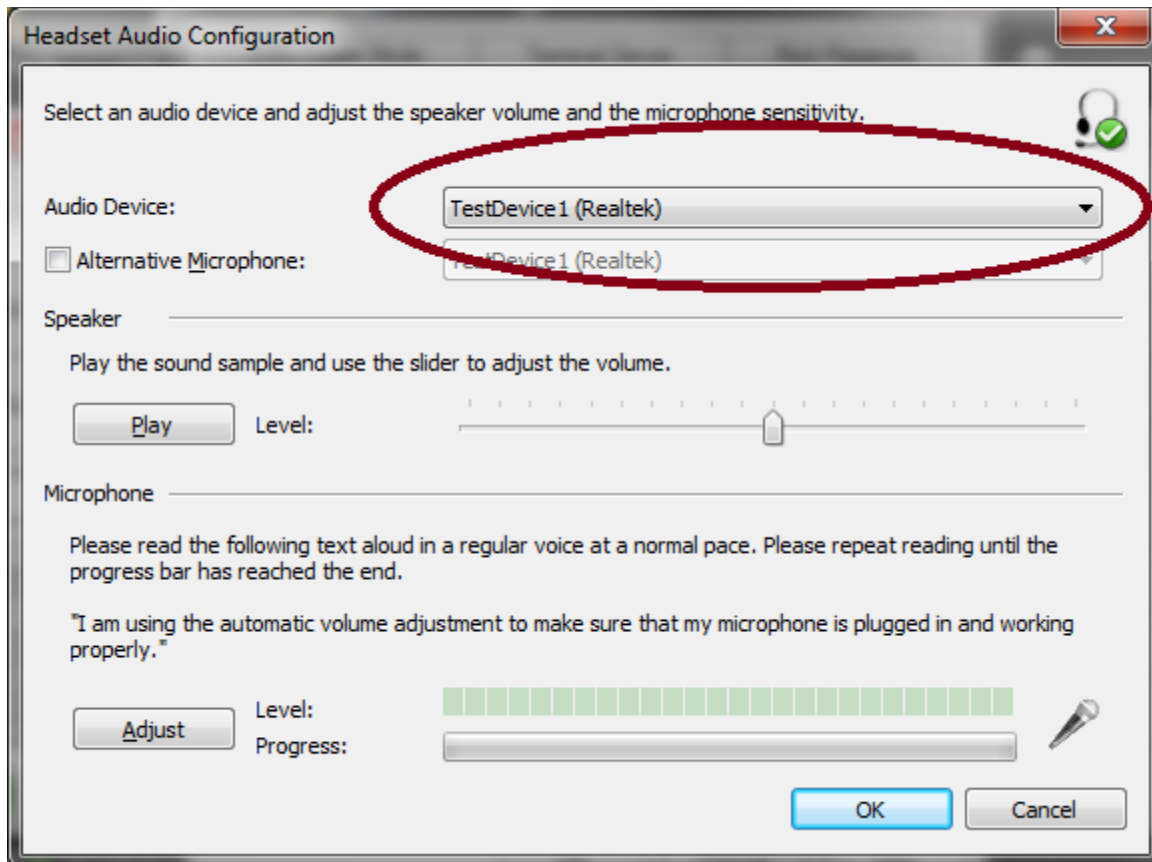 Headset Audio Configuration
Select an audio device and adjust the speaker volume and the microphone sensitivity.
Audio Device:
TestDevice1 (Realtek)
Alternative Microphone:
TestDevice1 (Realtek)
Speaker
Play the sound sample and use the slider to adjust the volume.
Play
Level:
Microphone
Please read the following text aloud in a regular voice at a normal pace. Please repeat reading until the
progress bar has reached the end.
"I am using the automatic volume adjustment to make sure that my microphone is plugged in and working
properly."
Adjust
Level:
Progress:
OK
Cancel